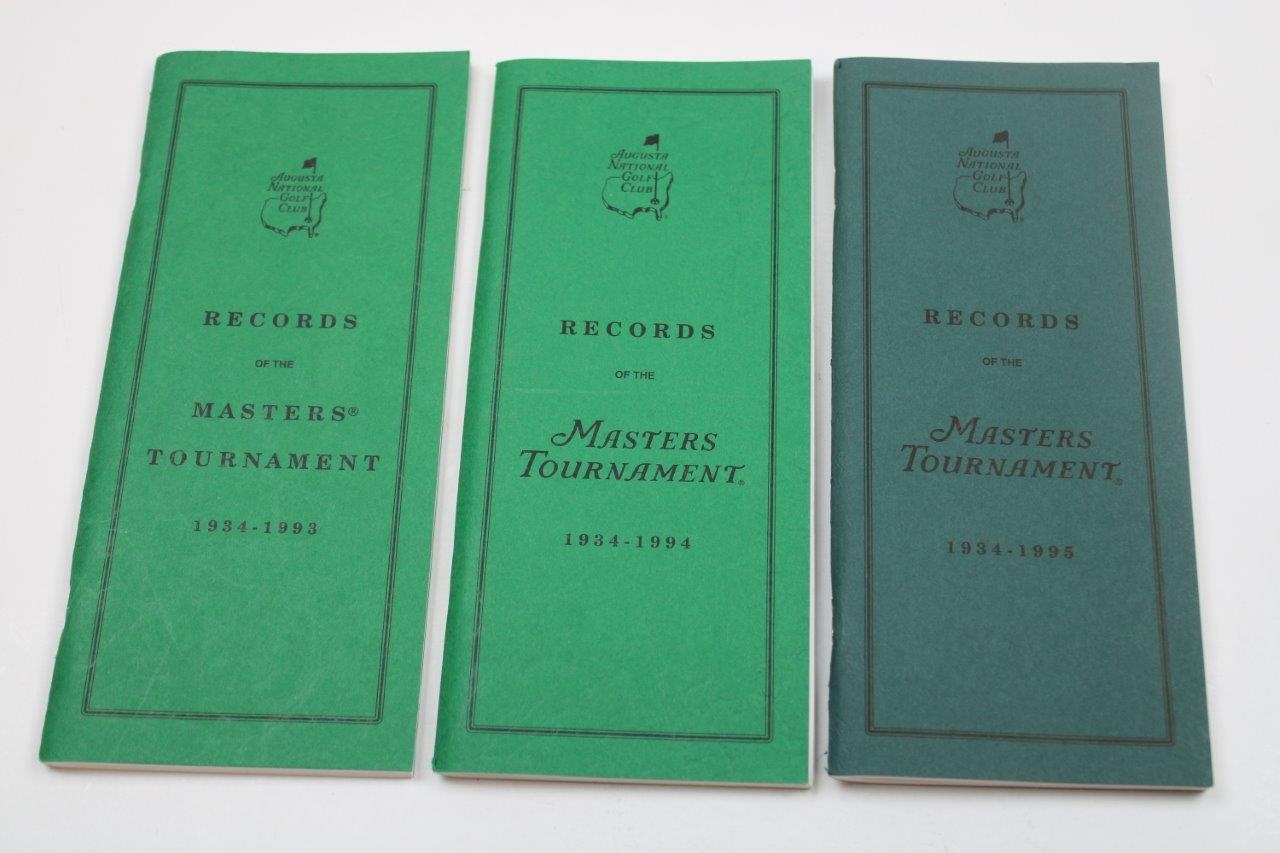 AUGUSTA
NATIONAL
GOLF
CLUB
RECORDS
OF THE
MASTERS®
TOURNAMENT
1934-1993
AUGUSTA
NATIONAL
GOLF
CLUB
®
RECORDS
OF THE
MASTERS
TOURNAMENT®
1934-1994
AUGUSTA
NATIONAL
GOLF
CLUB
®
RECORDS
OF THE
MASTERS
TOURNAMENT®
1934-1995